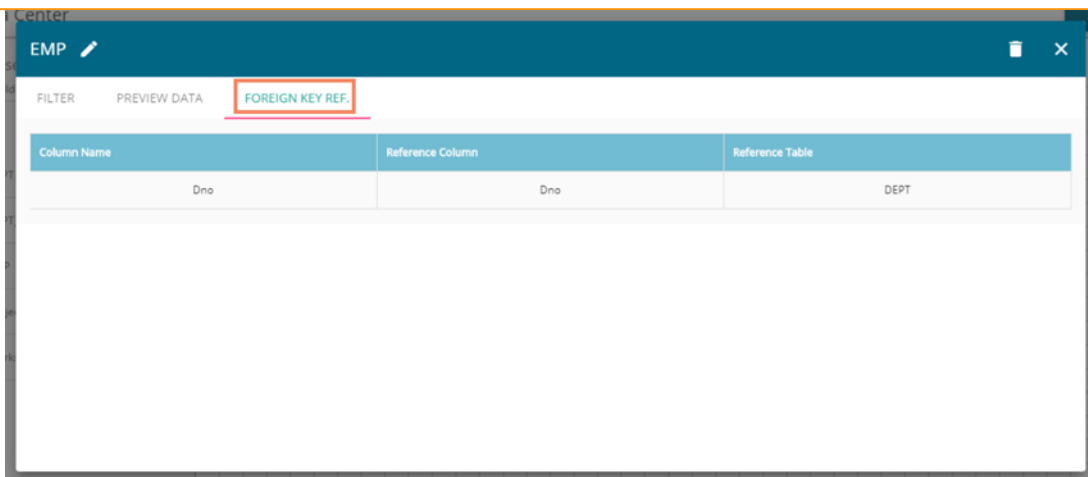 Center
EMP
FILTER PREVIEW DATA FOREIGN KEY REF.
Column Name Reference Column Reference Table
Dno Dno DEPT